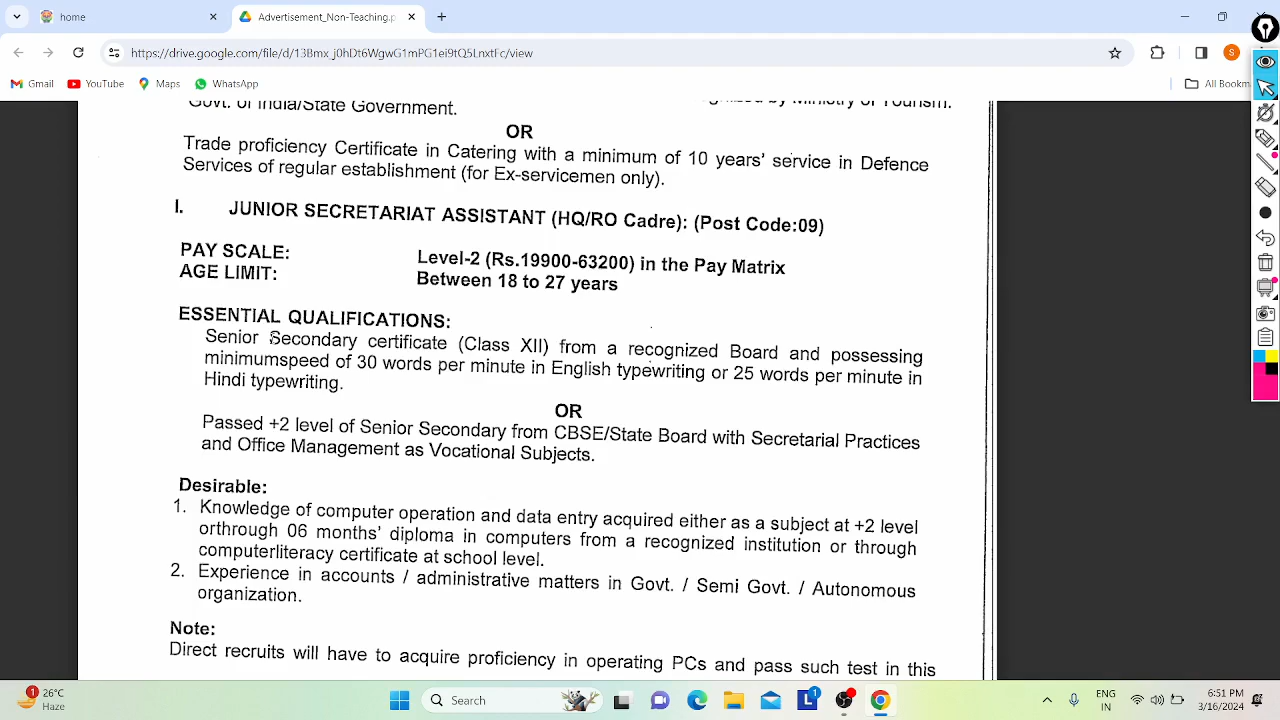 home
Advertisement_Non-Teaching.p
https://drive.google.com/file/d/13Bmx_j0hDt6WgwG1mPG1ei9tQ5LnxtFc/view
S
Gmail
YouTube
Maps
WhatsApp
All Bookm
Govt. of India/State Government.
by Ministry of Tourism.
OR
Trade proficiency Certificate in Catering with a minimum of 10 years' service in Defence
Services of regular establishment (for Ex-servicemen only).
I. JUNIOR SECRETARIAT ASSISTANT (HQ/RO Cadre): (Post Code:09)
PAY SCALE: Level-2 (Rs.19900-63200) in the Pay Matrix
AGE LIMIT: Between 18 to 27 years
ESSENTIAL QUALIFICATIONS:
Senior Secondary certificate (Class XII) from a recognized Board and possessing
minimumspeed of 30 words per minute in English typewriting or 25 words per minute in
Hindi typewriting.
OR
Passed +2 level of Senior Secondary from CBSE/State Board with Secretarial Practices
and Office Management as Vocational Subjects.
Desirable:
1. Knowledge of computer operation and data entry acquired either as a subject at +2 level
orthrough 06 months' diploma in computers from a recognized institution or through
computerliteracy certificate at school level.
2. Experience in accounts / administrative matters in Govt. / Semi Govt. / Autonomous
organization.
Note:
Direct recruits will have to acquire proficiency in operating PCs and pass such test in this
1
26°C
Haze
Search
L
1
ENG
IN
6:51 PM
3/16/2024